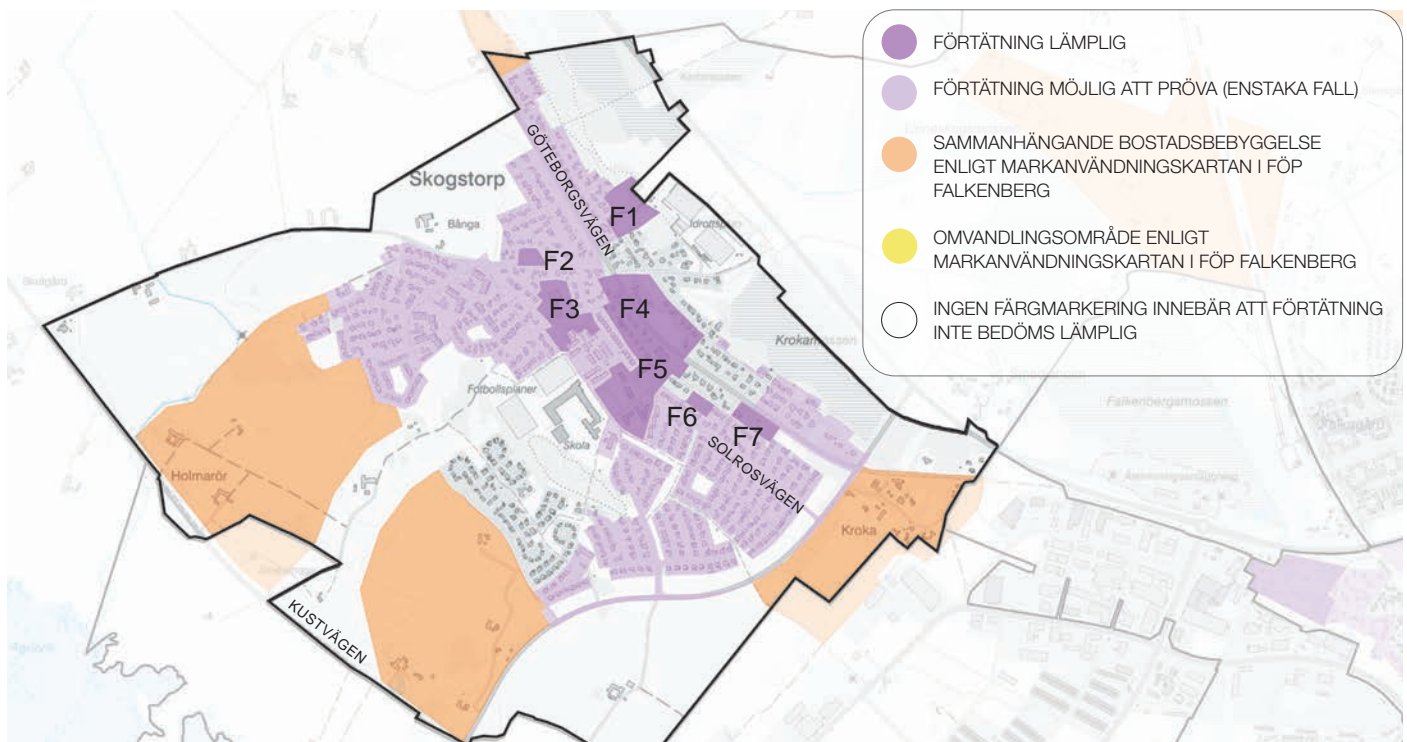 FÖRTÄTNING LÄMPLIG
FÖRTÄTNING MÖJLIG ATT PRÖVA (ENSTAKA FALL)
SAMMANHÄNGANDE BOSTADSBEBYGGELSE
ENLIGT MARKANVÄNDNINGSKARTAN I FÖP
FALKENBERG
OMVANDLINGSOMRÅDE ENLIGT
MARKANVÄNDNINGSKARTAN I FÖP FALKENBERG
INGEN FÄRGMARKERING INNEBÄR ATT FÖRTÄTNING
INTE BEDÖMS LÄMPLIG
GÖTEBORGSVÄGEN
Skogstorp
Bånga
F1
Idrottsplats
F2
F3
F4
Krokamossen
F5
Fotbollsplaner
F6
F7
Skola
SOLROSVÄGEN
Falkenbergsmossen
Holmarör
Kroka
KUSTVÄGEN